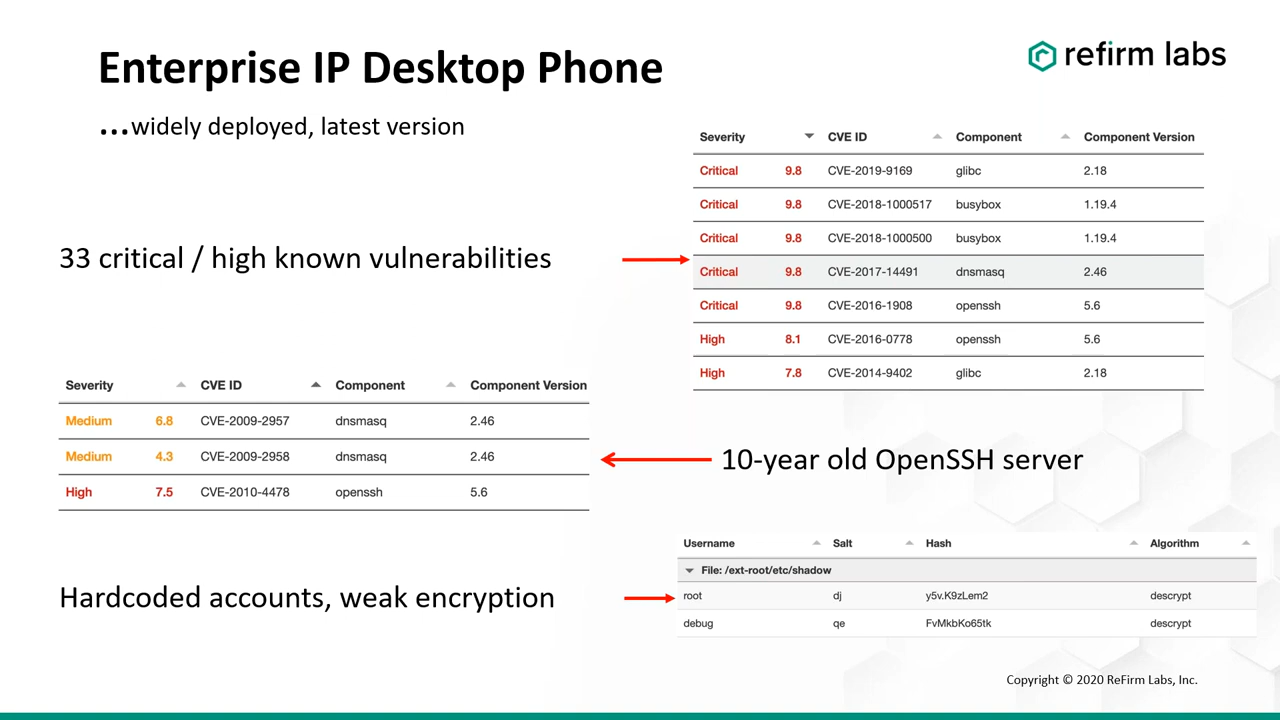 Enterprise IP Desktop Phone
refirm labs
...widely deployed, latest version
Severity CVE ID Component Component Version
Critical 9.8 CVE-2019-9169 glibc 2.18
Critical 9.8 CVE-2018-1000517 busybox 1.19.4
Critical 9.8 CVE-2018-1000500 busybox 1.19.4
Critical 9.8 CVE-2017-14491 dnsmasq 2.46
Critical 9.8 CVE-2016-1908 openssh 5.6
High 8.1 CVE-2016-0778 openssh 5.6
High 7.8 CVE-2014-9402 glibc 2.18
33 critical / high known vulnerabilities
Severity CVE ID Component Component Version
Medium 6.8 CVE-2009-2957 dnsmasq 2.46
Medium 4.3 CVE-2009-2958 dnsmasq 2.46
High 7.5 CVE-2010-4478 openssh 5.6
10-year old OpenSSH server
Hardcoded accounts, weak encryption
Username Salt Hash Algorithm
File: /ext-root/etc/shadow
root dj y5v.K9zLem2 descrypt
debug qe FvMkbKo65tk descrypt
Copyright © 2020 ReFirm Labs, Inc.